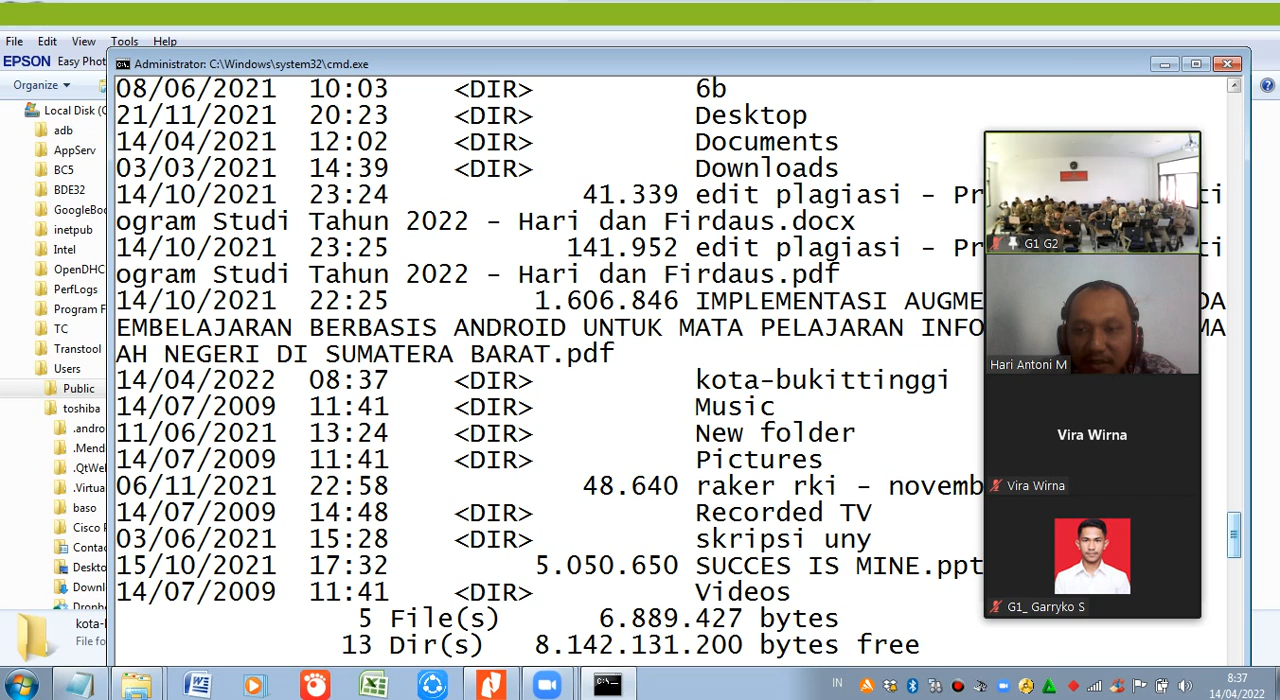 File Edit View Tools Help
EPSON Easy Phot
Organize
Administrator: C:\Windows\system32\cmd.exe
Local Disk (C
adb
AppServ
BC5
BDE32
GoogleBoo
inetpub
Intel
OpenDHC
PerfLogs
Program F
TC
Transtool
Users
Public
toshiba
.andro
.Mend
.QtWel
.Virtua
baso
Cisco P
Contac
Deskto
Downl
Dropb
kota-
File fo
08/06/2021 10:03 <DIR> 6b
21/11/2021 20:23 <DIR> Desktop
14/04/2022 12:02 <DIR> Documents
03/03/2021 14:39 <DIR> Downloads
14/10/2021 23:24 41.339 edit plagiasi - Pr ti
ogram Studi Tahun 2022 - Hari dan Firdaus.docx
14/10/2021 23:25 141.952 edit plagiasi - Pr ti
ogram Studi Tahun 2022 - Hari dan Firdaus.pdf
14/10/2021 22:25 1.606.846 IMPLEMENTASI AUGME DA
EMBELAJARAN BERBASIS ANDROID UNTUK MATA PELAJARAN INFO MA
AH NEGERI DI SUMATERA BARAT.pdf
14/04/2022 08:37 <DIR> kota-bukittinggi
14/07/2009 11:41 <DIR> Music
11/06/2021 13:24 <DIR> New folder
14/07/2009 11:41 <DIR> Pictures
06/11/2021 22:58 48.640 raker rki - novemb
14/07/2009 14:48 <DIR> Recorded TV
03/06/2021 15:28 <DIR> skripsi uny
15/10/2021 17:32 5.050.650 SUCCES IS MINE.ppt
14/07/2009 11:41 <DIR> Videos
5 File(s) 6.889.427 bytes
13 Dir(s) 8.142.131.200 bytes free
G1 G2
Hari Antoni M
Vira Wirna
Vira Wirna
G1_ Garryko S
IN
8:37
14/04/2022